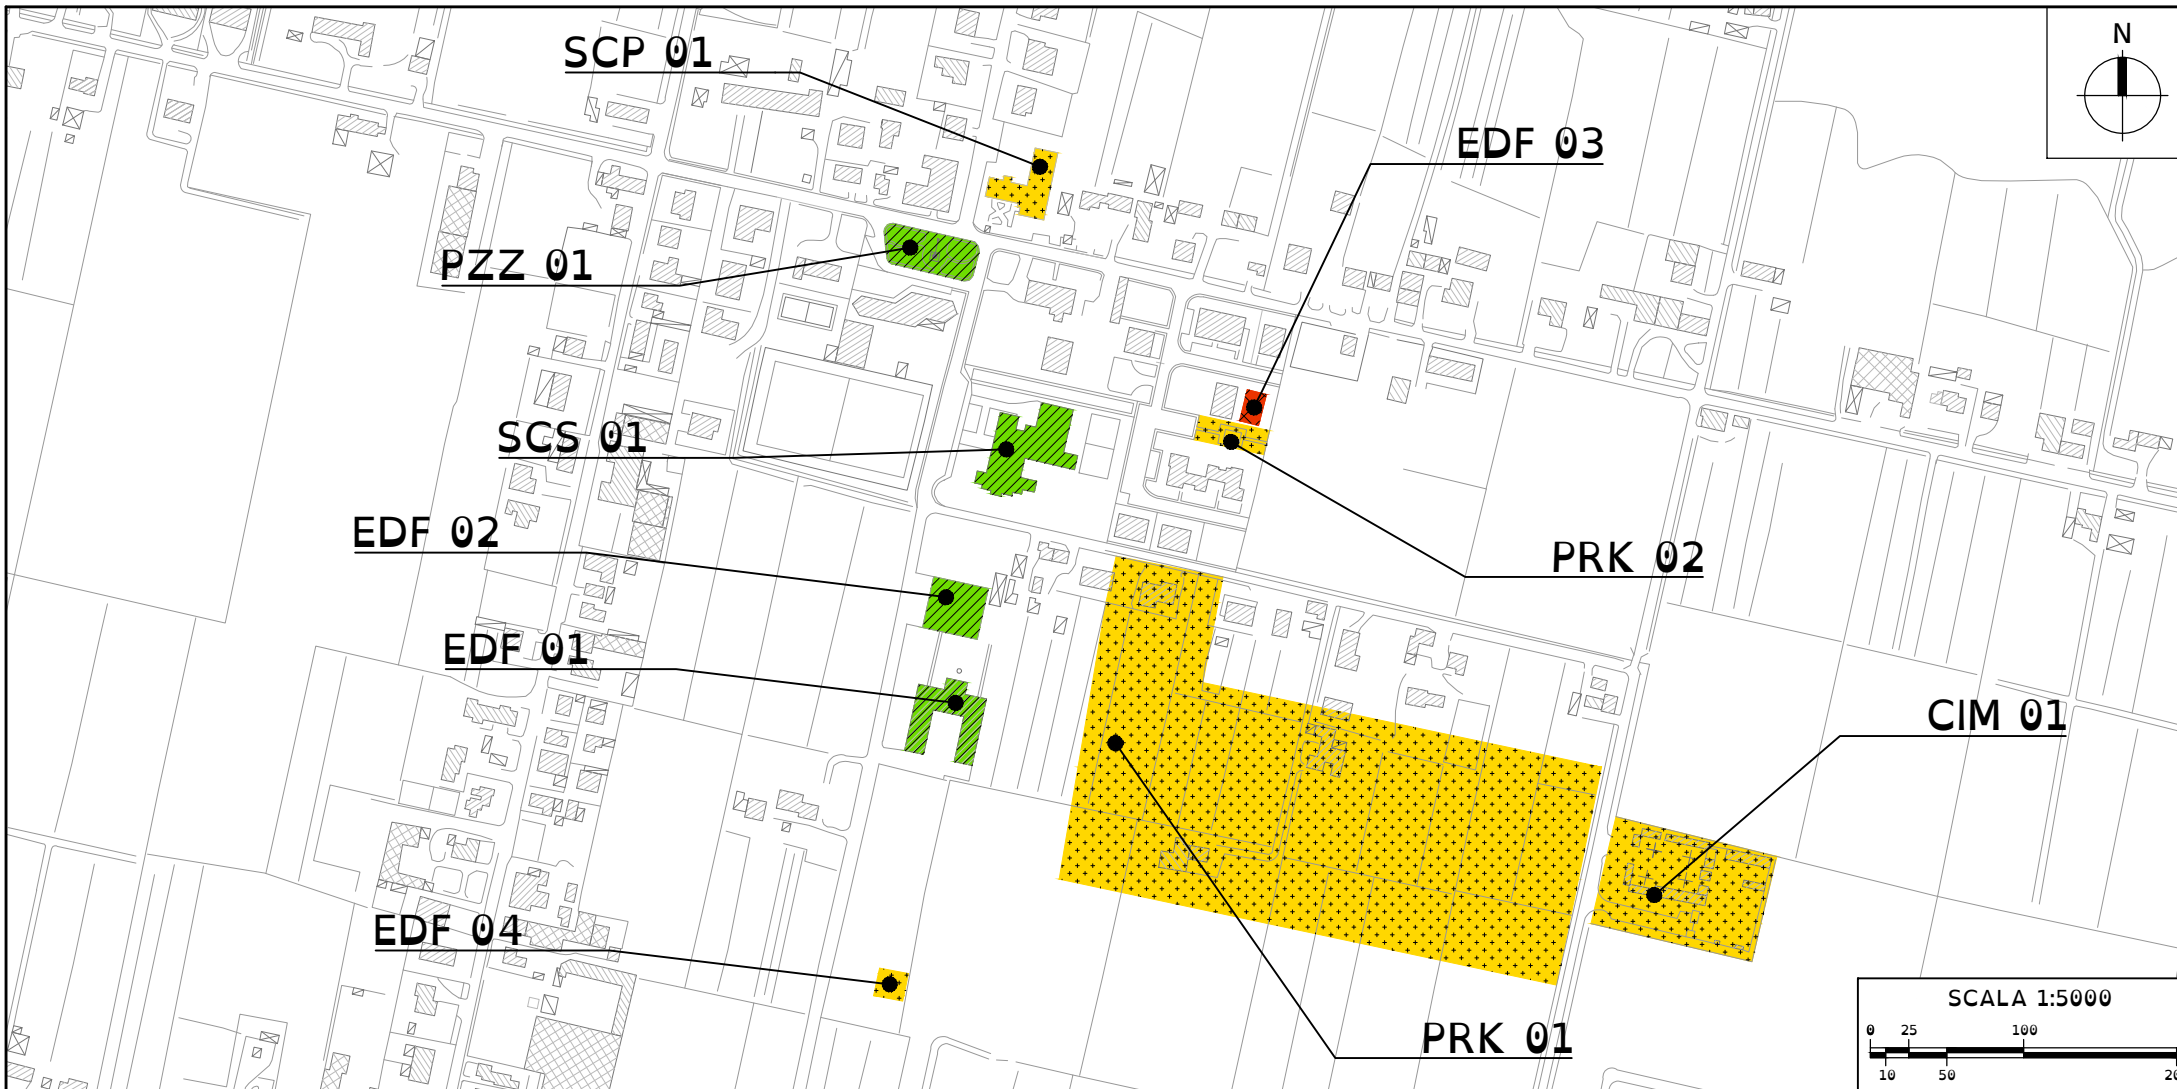 N
SCP 01
EDF 03
PZZ 01
SCS 01
EDF 02
PRK 02
EDF 01
CIM 01
EDF 04
PRK 01
SCALA 1:5000
0 25 100
10 50 20